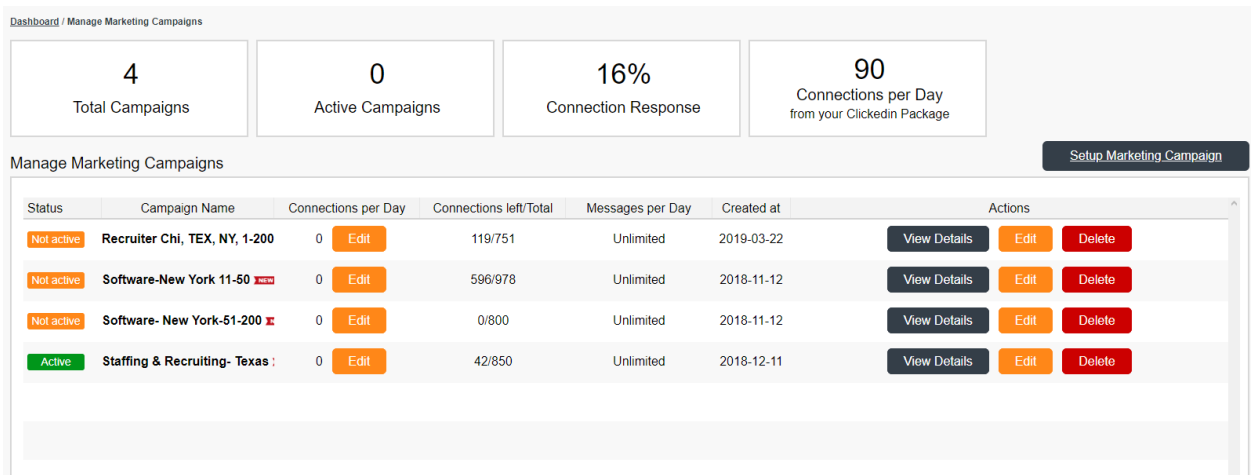 Dashboard / Manage Marketing Campaigns
4
Total Campaigns
0
Active Campaigns
16%
Connection Response
90
Connections per Day
from your Clickedin Package
Setup Marketing Campaign
Manage Marketing Campaigns
Status Campaign Name Connections per Day Connections left/Total Messages per Day Created at Actions
Not active Recruiter Chi, TEX, NY, 1-200 0 Edit 119/751 Unlimited 2019-03-22 View Details Edit Delete
Not active Software-New York 11-50 NEW 0 Edit 596/978 Unlimited 2018-11-12 View Details Edit Delete
Not active Software- New York-51-200 0 Edit 0/800 Unlimited 2018-11-12 View Details Edit Delete
Active Staffing & Recruiting- Texas 0 Edit 42/850 Unlimited 2018-12-11 View Details Edit Delete